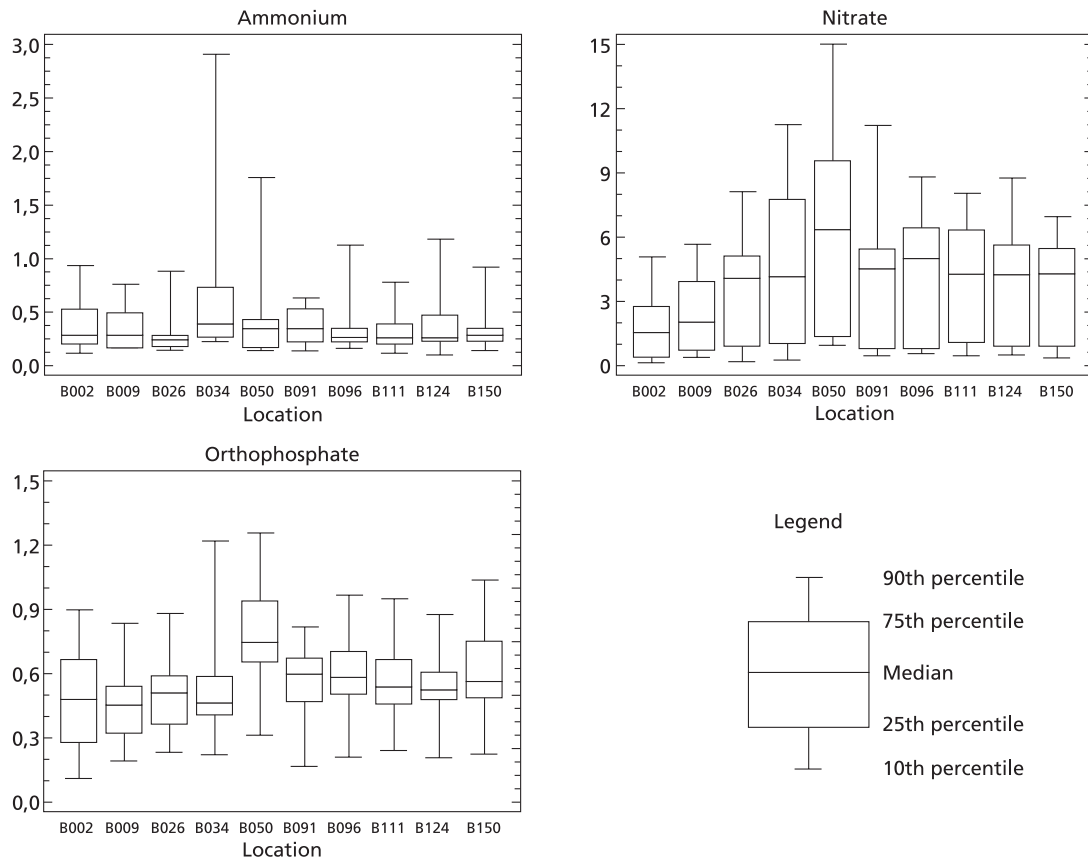 Ammonium
3,0
2,5
2,0
1,5
1.0
0,5
0,0
B002 B009 B026 B034 B050 B091 B096 B111 B124 B150
Location
Nitrate
15
12
9
6
3
0
B002 B009 B026 B034 B050 B091 B096 B111 B124 B150
Location
Orthophosphate
1,5
1,2
0,9
0,6
0,3
0,0
B002 B009 B026 B034 B050 B091 B096 B111 B124 B150
Location
Legend
90th percentile
75th percentile
Median
25th percentile
10th percentile